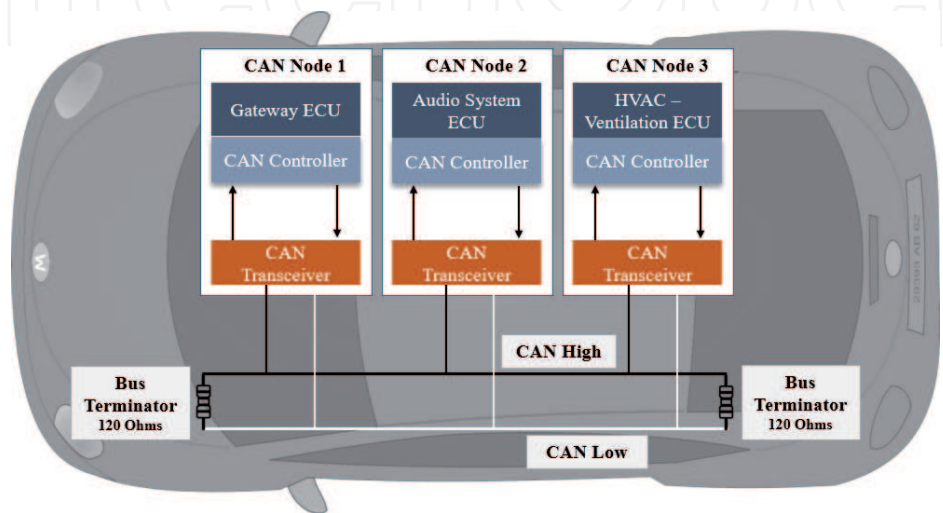 CAN Node 1
Gateway ECU
CAN Controller
CAN
Transceiver
CAN Node 2
Audio System
ECU
CAN Controller
CAN
Transceiver
CAN Node 3
HVAC –
Ventilation ECU
CAN Controller
CAN
Transceiver
CAN High
Bus
Terminator
120 Ohms
Bus
Terminator
120 Ohms
CAN Low